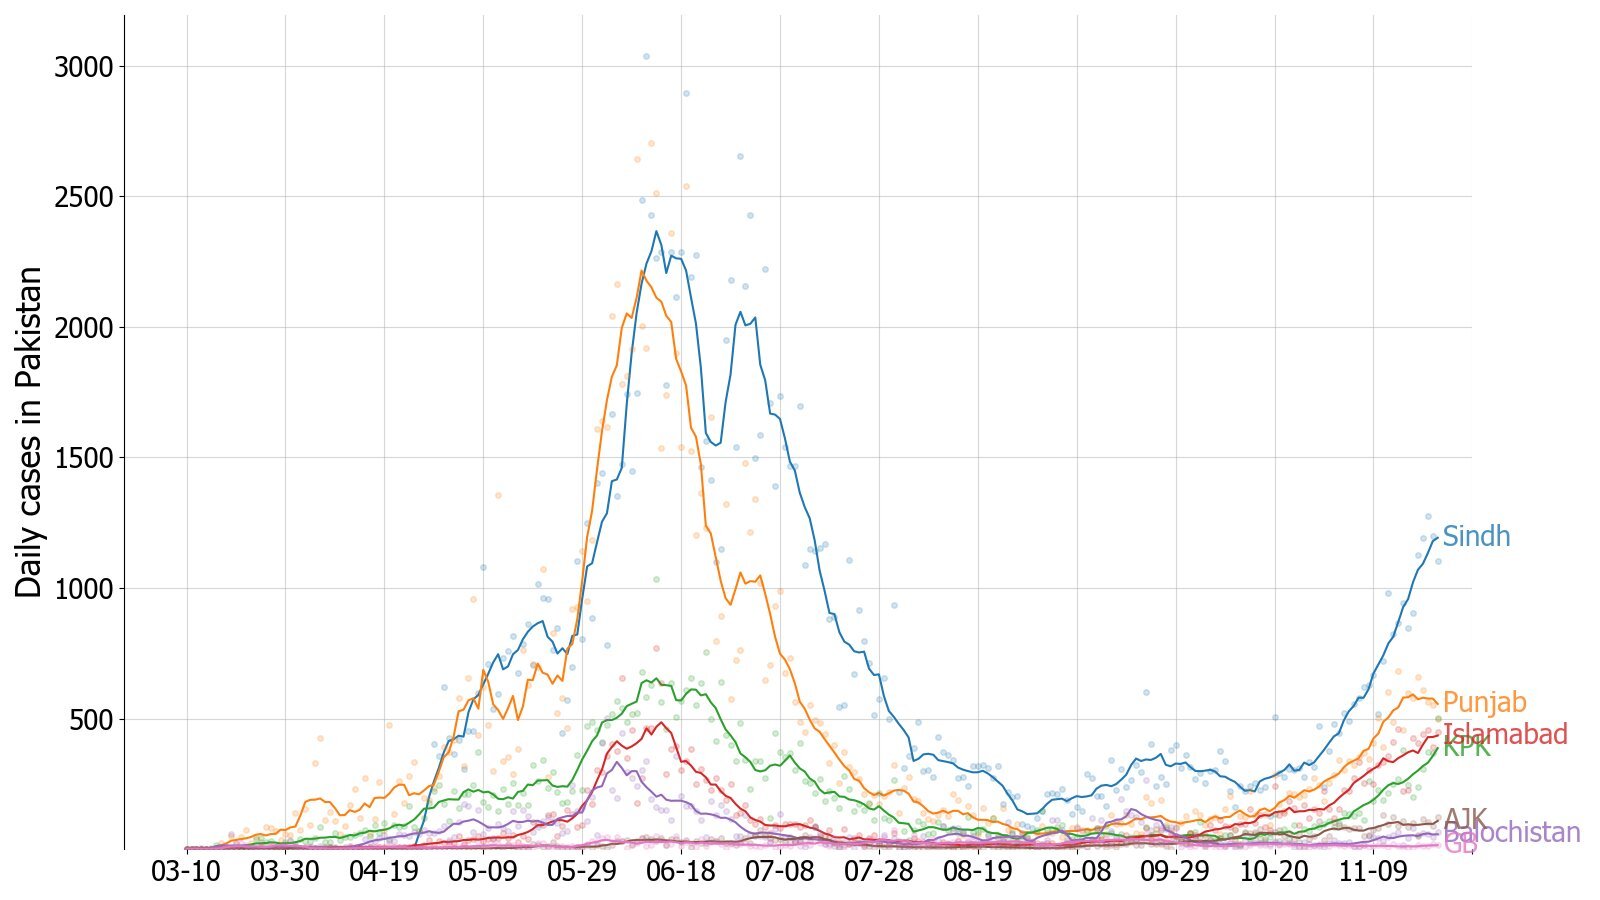 Daily cases in Pakistan
3000
2500
2000
1500
1000
500
03-10 03-30 04-19 05-09 05-29 06-18 07-08 07-28 08-19 09-08 09-29 10-20 11-09
Sindh
Punjab
Islamabad
KPK
AJK
Balochistan
GB